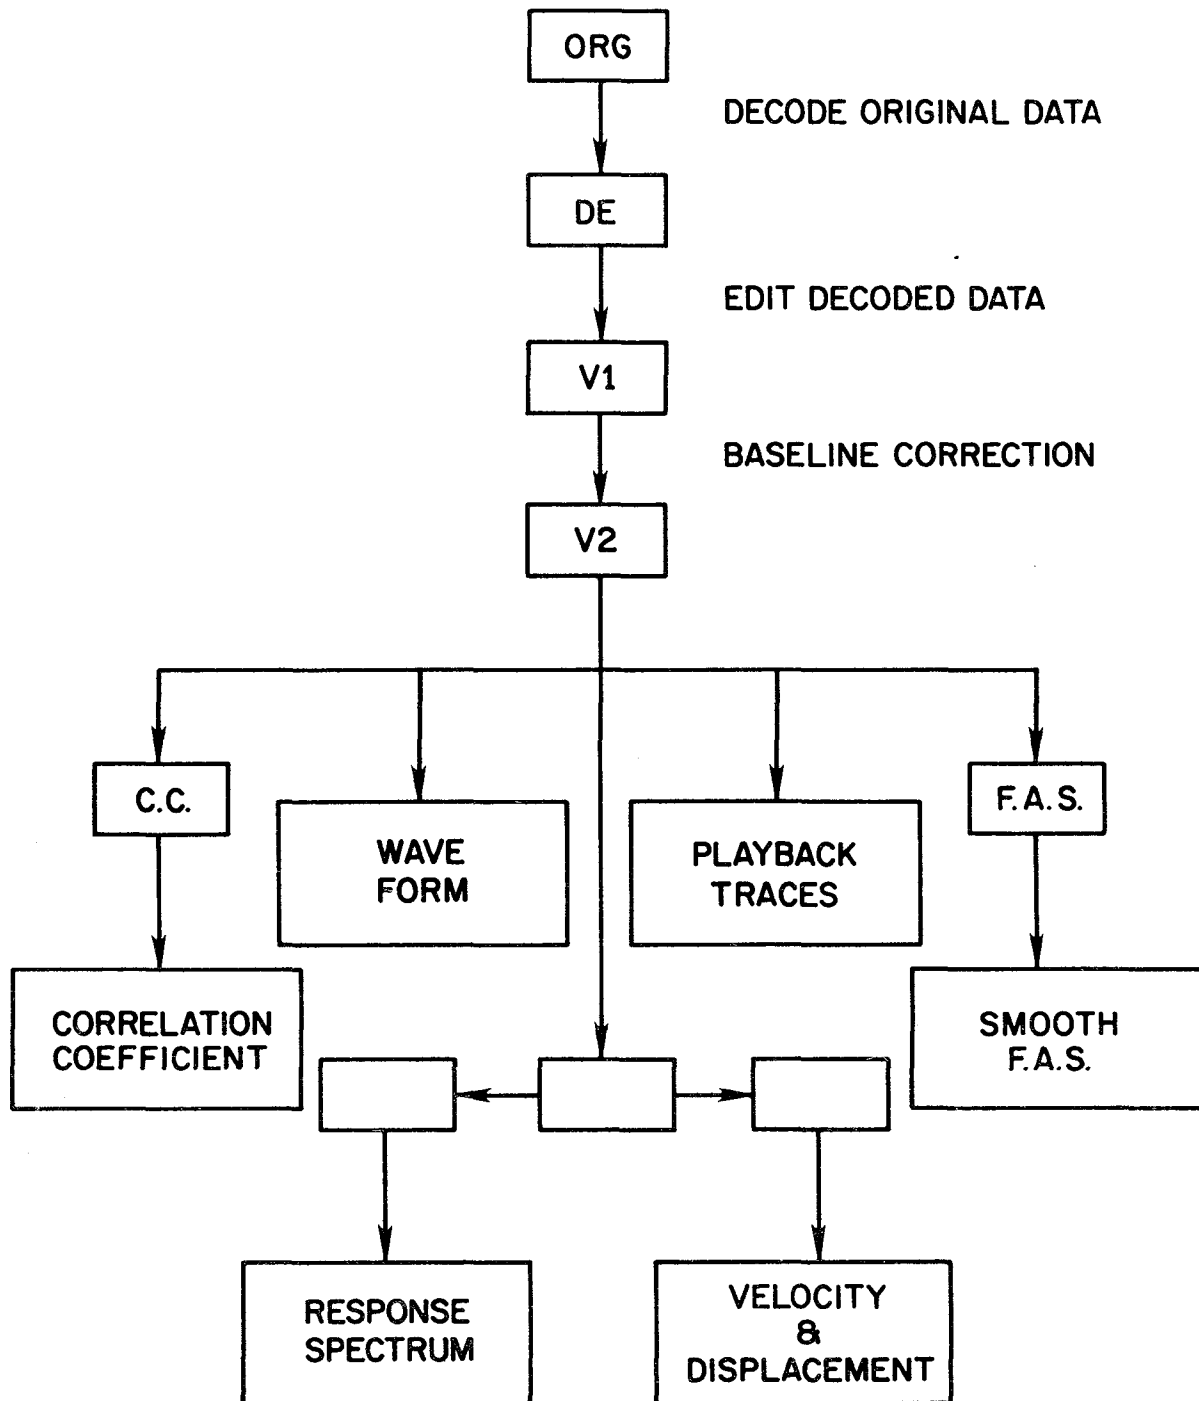 ORG
DECODE ORIGINAL DATA
DE
EDIT DECODED DATA
V1
BASELINE CORRECTION
V2
C.C.
WAVE
FORM
PLAYBACK
TRACES
F.A.S.
CORRELATION
COEFFICIENT
SMOOTH
F.A.S.
RESPONSE
SPECTRUM
VELOCITY
&
DISPLACEMENT